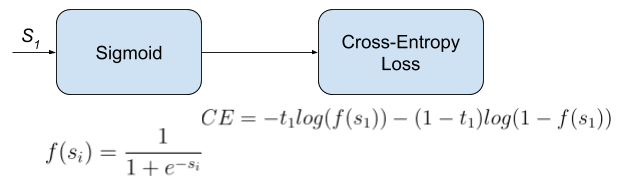 S₁
Sigmoid
Cross-Entropy
Loss
CE = −t₁log(f(s₁)) − (1 − t₁)log(1 − f(s₁))
f(sᵢ) = 1 / (1 + e^{−sᵢ})